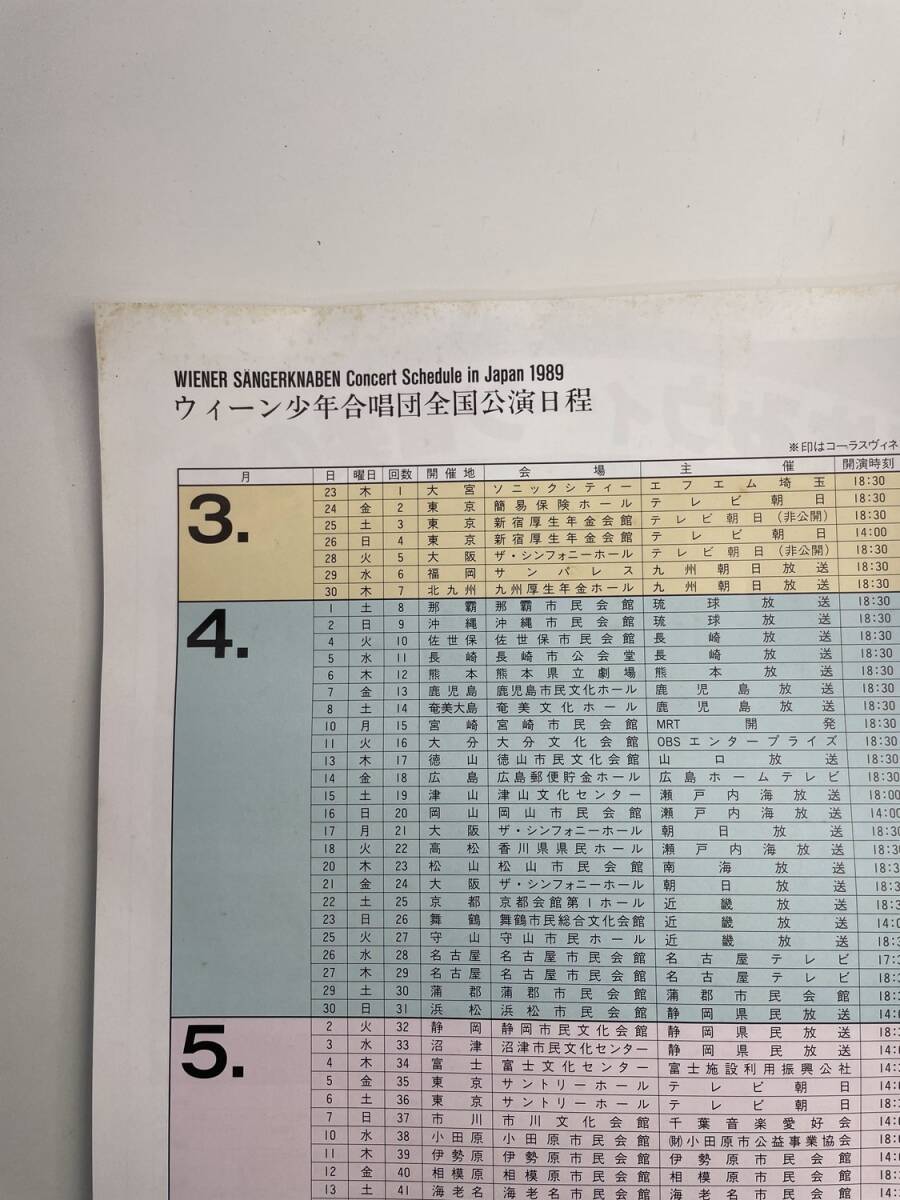 WIENER SÄNGERKNABEN Concert Schedule in Japan 1989
ウィーン少年合唱団全国公演日程
※印はコーラスヴィネ
月 日 曜日 回数 開催地 会場 主催 開演時刻
3.
23 木 1 大宮 ソニックシティー エフエム埼玉 18:30
24 金 2 東京 簡易保険ホール テレビ朝日 18:30
25 土 3 東京 新宿厚生年金会館 テレビ朝日(非公開) 18:30
26 日 4 東京 新宿厚生年金会館 テレビ朝日 14:00
28 火 5 大阪 ザ・シンフォニーホール テレビ朝日(非公開) 18:30
29 水 6 福岡 サンパレス 九州朝日放送 18:30
30 木 7 北九州 九州厚生年金ホール 九州朝日放送 18:30
4.
1 土 8 那覇 那覇市民会館 琉球放送 18:30
2 日 9 沖縄 沖縄市民会館 琉球放送 18:30
4 火 10 佐世保 佐世保市民会館 長崎放送 18:30
5 水 11 長崎 長崎市公会堂 長崎放送 18:30
6 木 12 熊本 熊本県立劇場 熊本放送 18:30
7 金 13 鹿児島 鹿児島市民文化ホール 鹿児島放送 18:30
8 土 14 奄美大島 奄美文化ホール 鹿児島放送 18:30
10 月 15 宮崎 宮崎市民会館 MRT開発 18:30
11 火 16 大分 大分文化会館 OBSエンタープライズ 18:30
13 木 17 徳山 徳山市民文化会館 山口放送 18:30
14 金 18 広島 広島郵便貯金ホール 広島ホームテレビ 18:30
15 土 19 津山 津山文化センター 瀬戸内海放送 18:00
16 日 20 岡山 岡山市民会館 瀬戸内海放送 14:00
17 月 21 大阪 ザ・シンフォニーホール 朝日放送 18:30
18 火 22 高松 香川県県民ホール 瀬戸内海放送 18:30
20 木 23 松山 松山市民会館 南海放送 18:3
21 金 24 大阪 ザ・シンフォニーホール 朝日放送 18:3
22 土 25 京都 京都会館第1ホール 近畿放送 18:3
23 日 26 舞鶴 舞鶴市民総合文化会館 近畿放送 14:0
25 火 27 守山 守山市民ホール 近畿放送 18:3
26 水 28 名古屋 名古屋市民会館 名古屋テレビ 17:3
27 木 29 名古屋 名古屋市民会館 名古屋テレビ 18:3
29 土 30 蒲郡 蒲郡市民会館 蒲郡市民会館 18:3
30 日 31 浜松 浜松市民会館 静岡県民放送 14:0
5.
2 火 32 静岡 静岡市民文化会館 静岡県民放送 18:3
3 水 33 沼津 沼津市民文化センター 静岡県民放送 14:0
4 木 34 富士 富士文化センター 富士施設利用振興公社 14:3
5 金 35 東京 サントリーホール テレビ朝日 14:0
6 土 36 東京 サントリーホール テレビ朝日 18:3
7 日 37 市川 市川文化会館 千葉音楽愛好会 14:0
10 水 38 小田原 小田原市民会館 (財)小田原市公益事業協会 18:0
11 木 39 伊勢原 伊勢原市民会館 伊勢原市民会館 14:0
12 金 40 相模原 相模原市民会館 相模原市民会館 18:3
13 土 41 海老名 海老名市民会館 海老名市民会館 14: